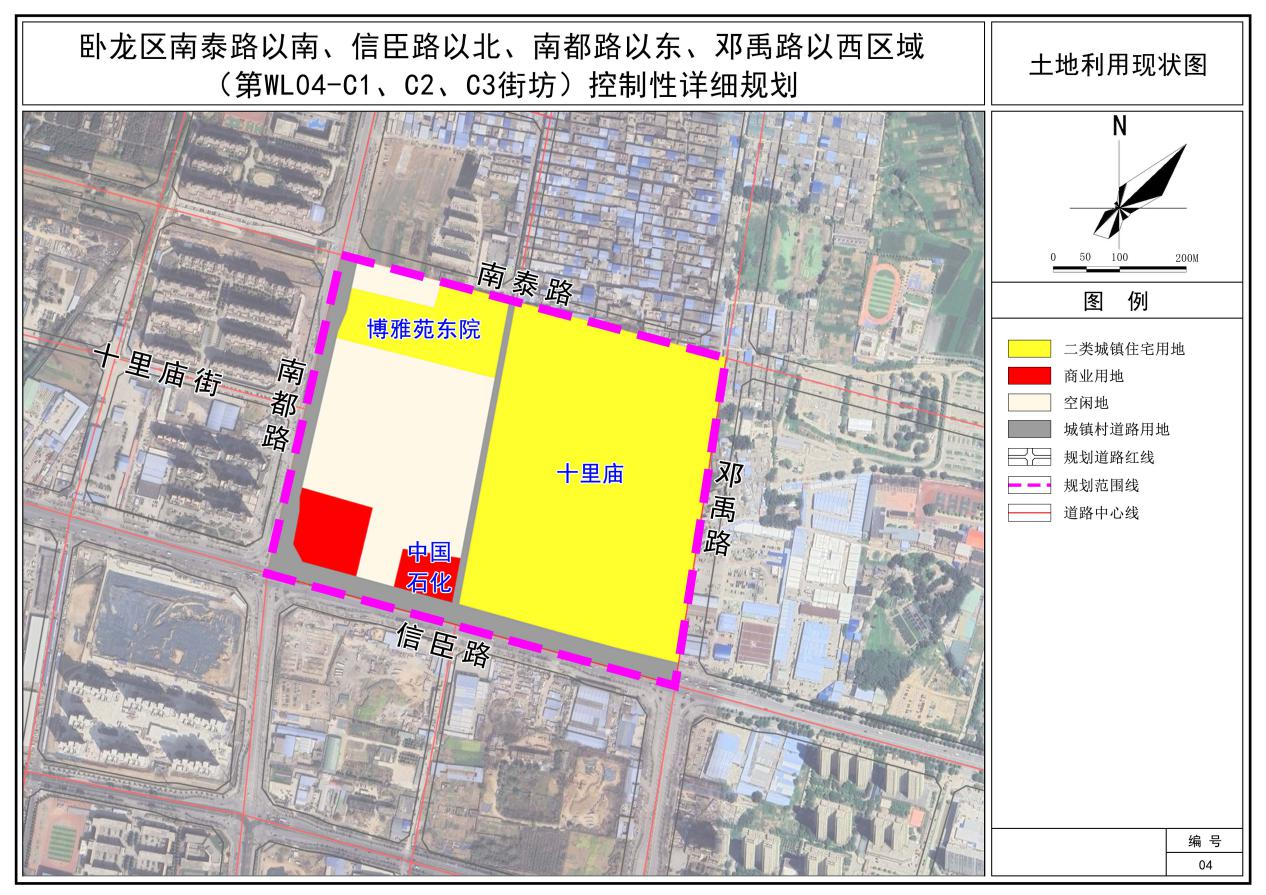 卧龙区南泰路以南、信臣路以北、南都路以东、邓禹路以西区域
（第WL04-C1、C2、C3街坊）控制性详细规划
土地利用现状图
N
0 50 100 200M
图 例
二类城镇住宅用地
商业用地
空闲地
城镇村道路用地
规划道路红线
规划范围线
道路中心线
南泰路
博雅苑东院
十里庙街
南都路
十里庙
邓禹路
中国
石化
信臣路
编 号
04